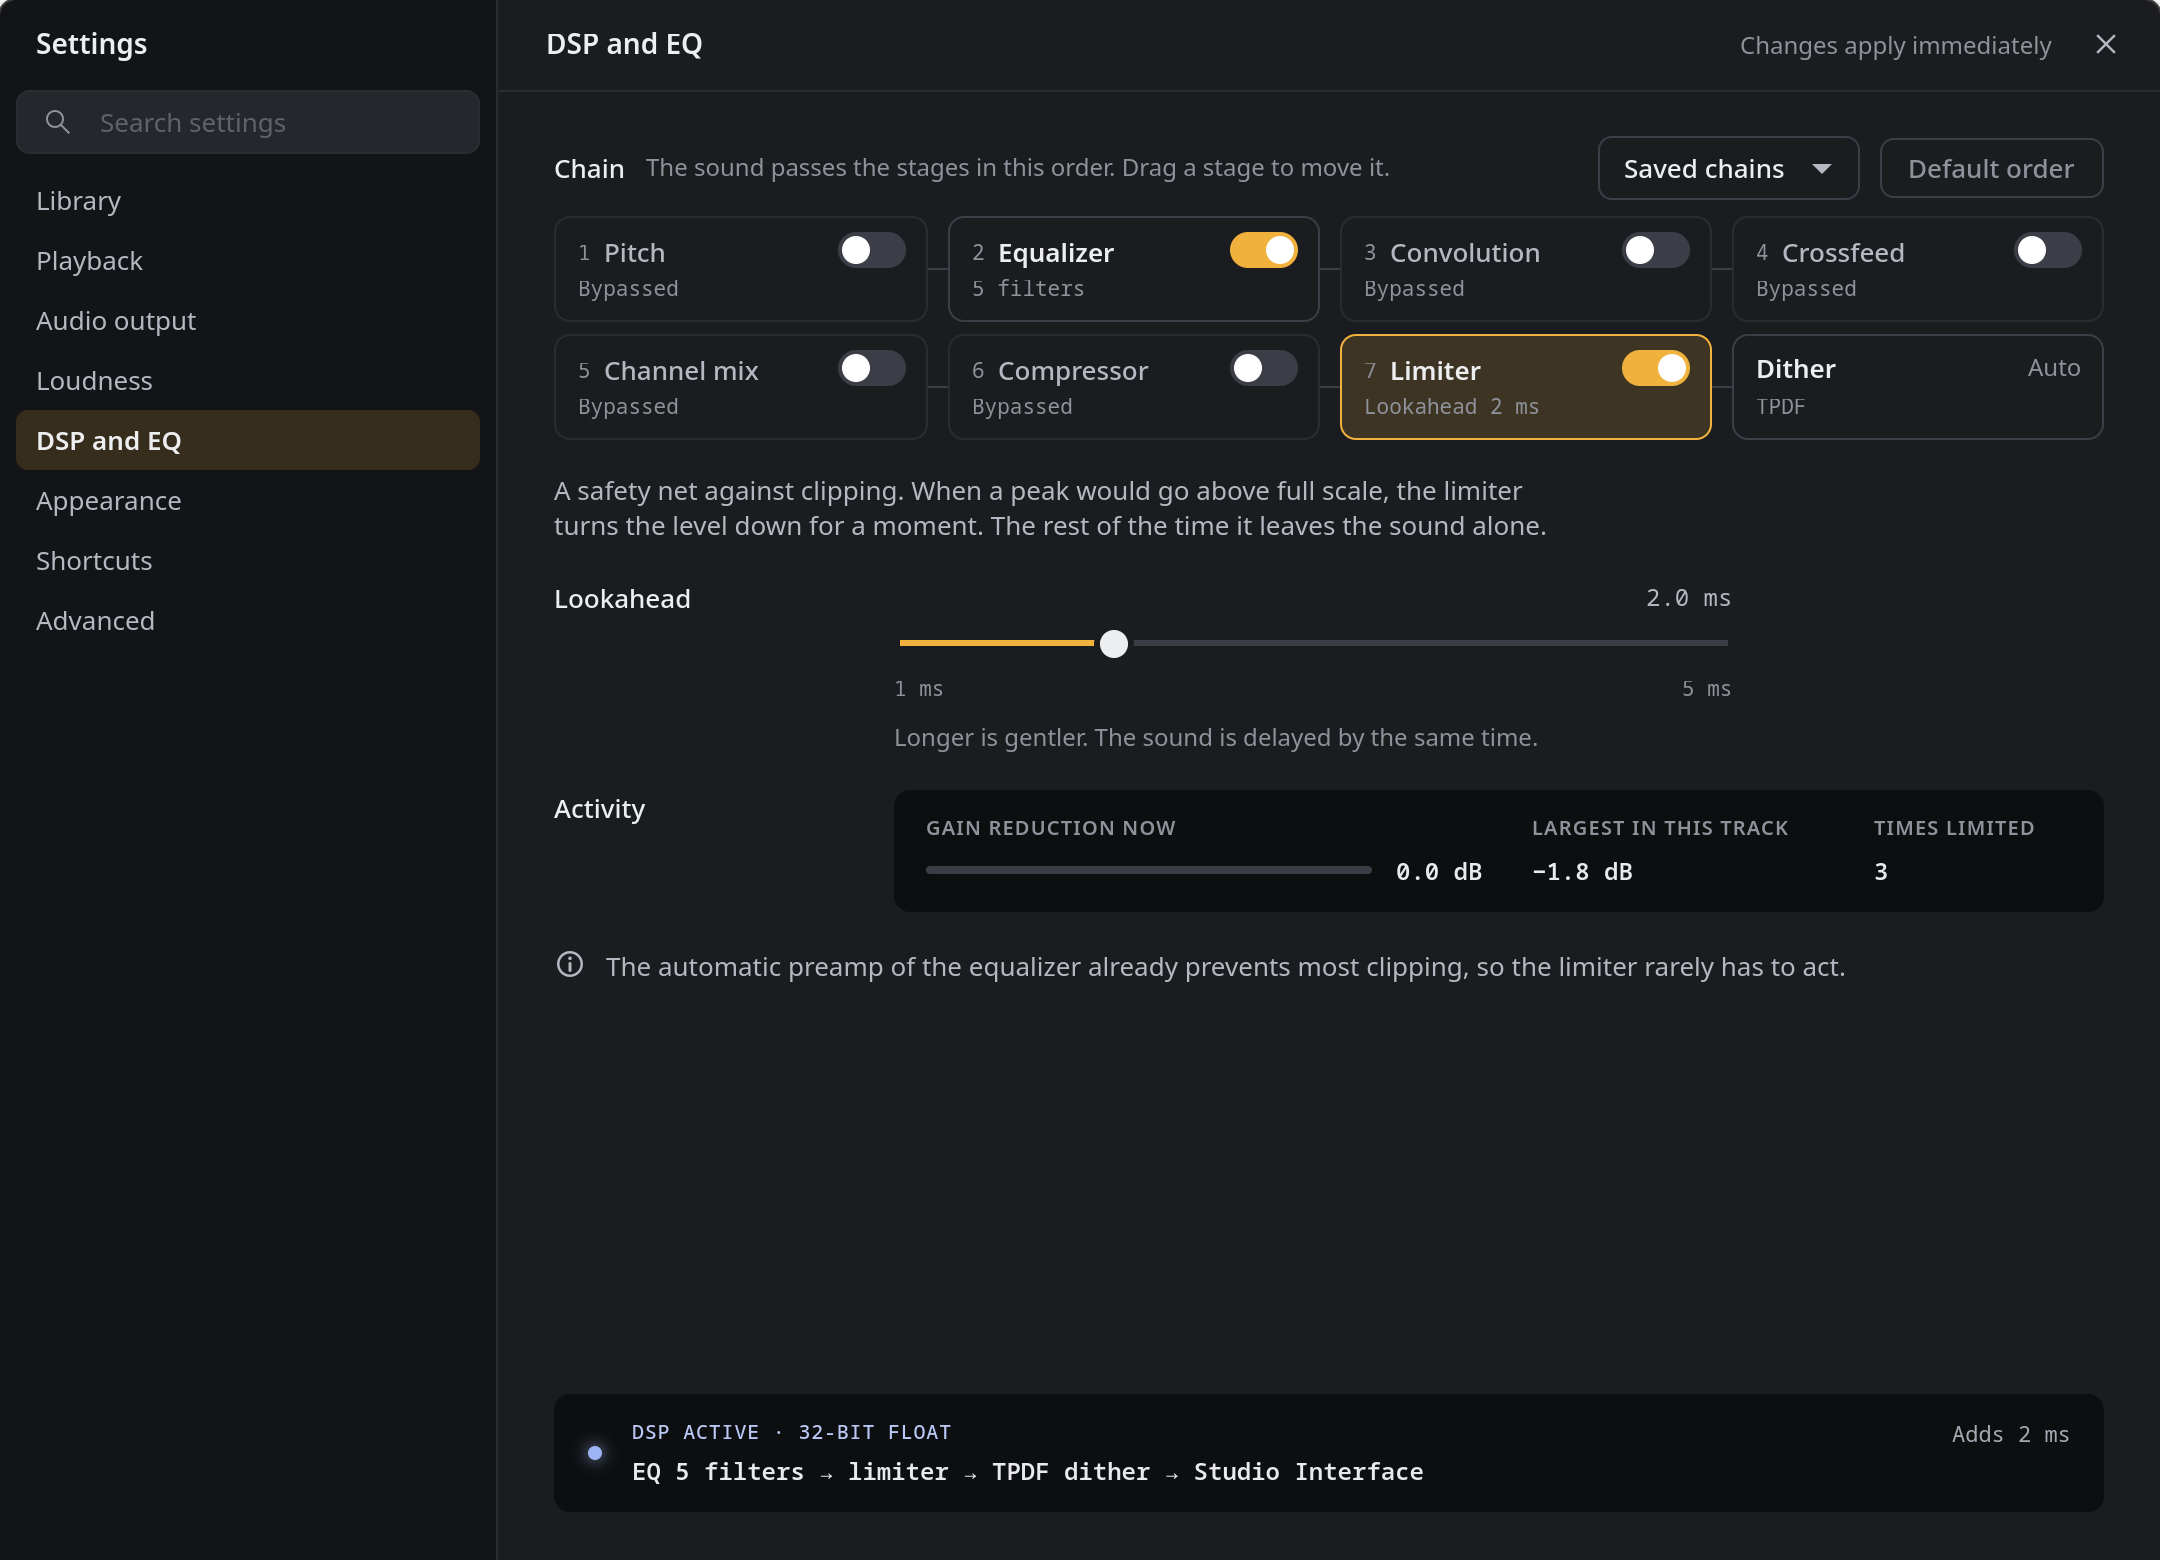 Settings
DSP and EQ
Changes apply immediately
Search settings
Library
Playback
Audio output
Loudness
DSP and EQ
Appearance
Shortcuts
Advanced
Chain The sound passes the stages in this order. Drag a stage to move it.
Saved chains
Default order
1 Pitch
Bypassed
2 Equalizer
5 filters
3 Convolution
Bypassed
4 Crossfeed
Bypassed
5 Channel mix
Bypassed
6 Compressor
Bypassed
7 Limiter
Lookahead 2 ms
Dither Auto
TPDF
A safety net against clipping. When a peak would go above full scale, the limiter
turns the level down for a moment. The rest of the time it leaves the sound alone.
Lookahead 2.0 ms
1 ms 5 ms
Longer is gentler. The sound is delayed by the same time.
Activity
GAIN REDUCTION NOW
0.0 dB
LARGEST IN THIS TRACK
−1.8 dB
TIMES LIMITED
3
The automatic preamp of the equalizer already prevents most clipping, so the limiter rarely has to act.
DSP ACTIVE · 32-BIT FLOAT
Adds 2 ms
EQ 5 filters → limiter → TPDF dither → Studio Interface